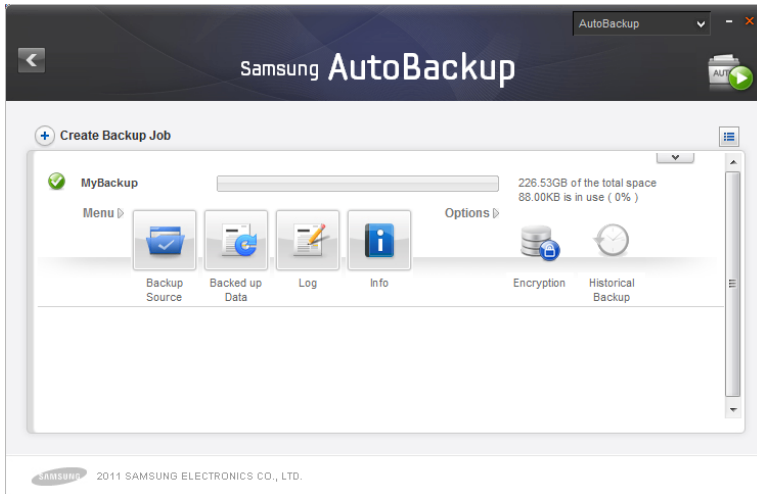 AutoBackup
Samsung AutoBackup
AUT
Create Backup Job
MyBackup
226.53GB of the total space
88.00KB is in use ( 0% )
Menu
Options
Backup Source
Backed up Data
Log
Info
Encryption
Historical Backup
SAMSUNG 2011 SAMSUNG ELECTRONICS CO., LTD.